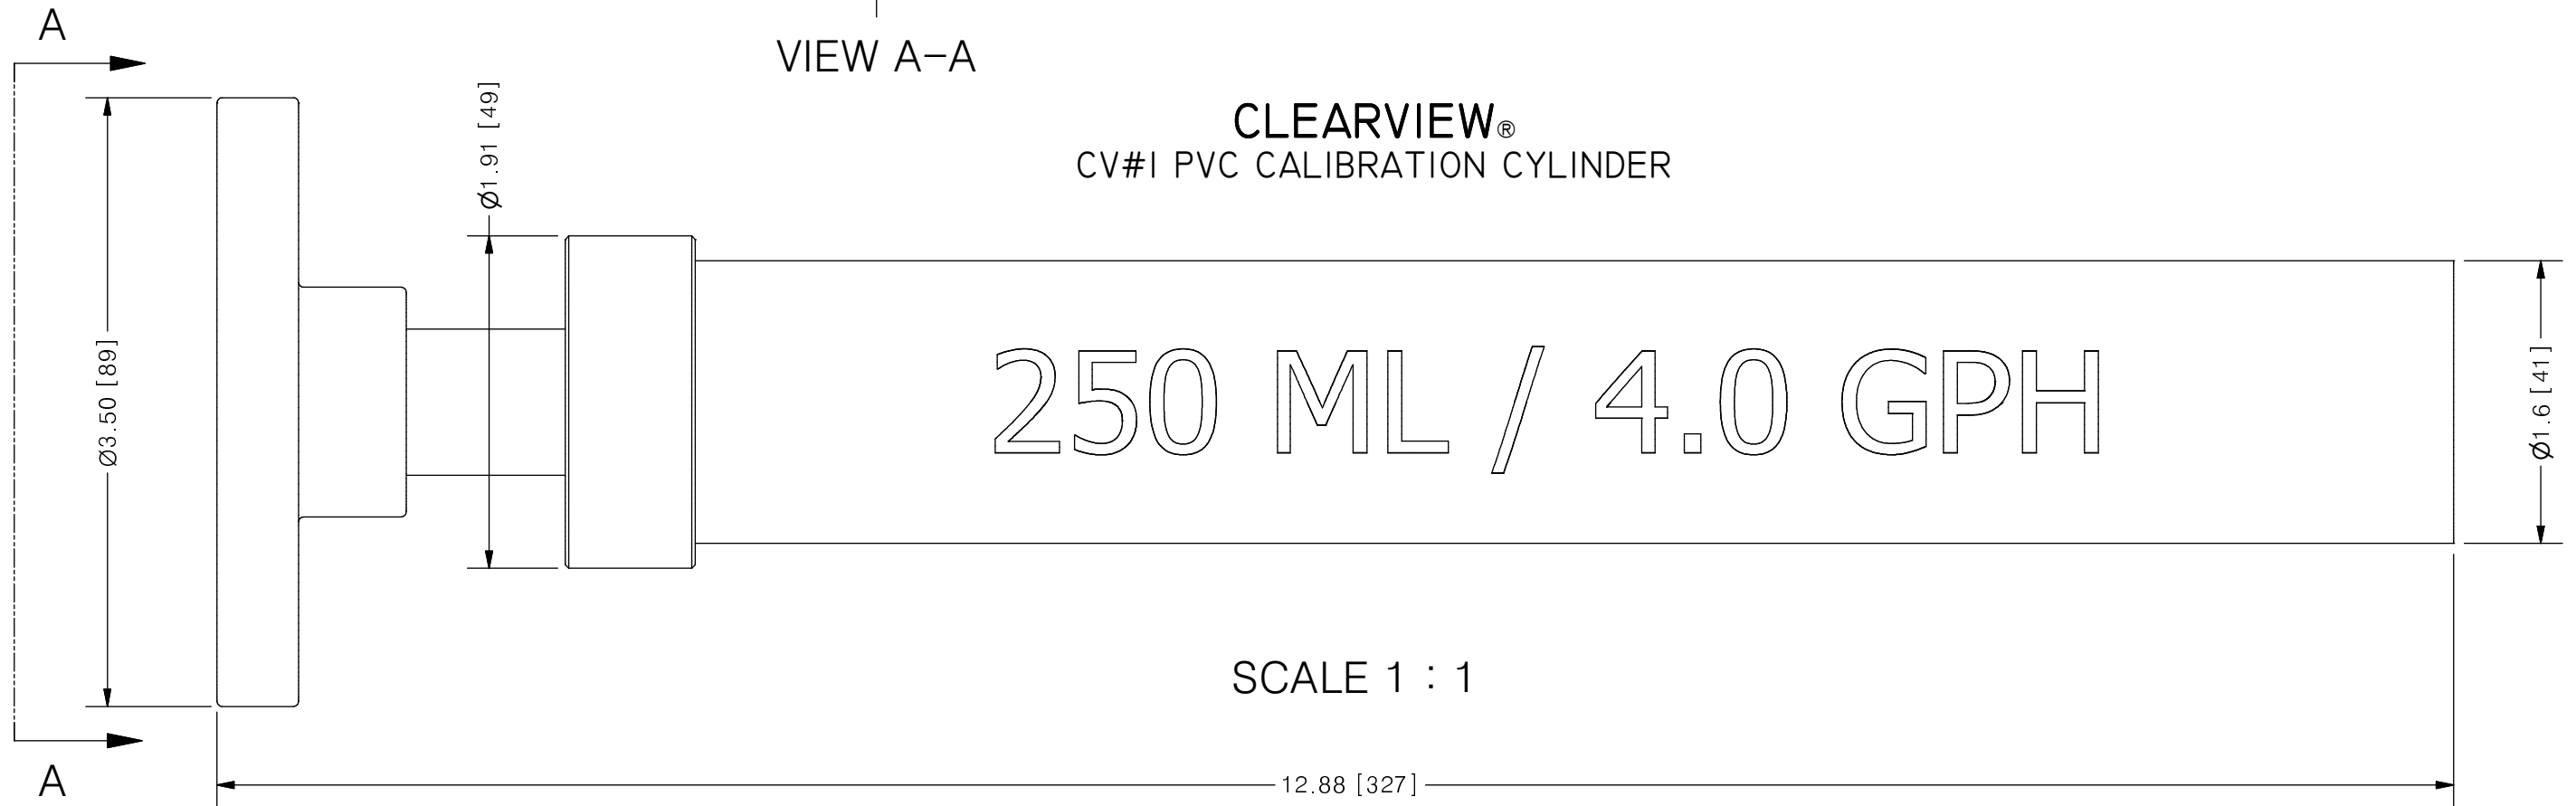 A
VIEW A-A
CLEARVIEW®
CV#1 PVC CALIBRATION CYLINDER
Ø1.91 [49]
Ø3.50 [89]
250 ML / 4.0 GPH
Ø1.6 [41]
SCALE 1 : 1
A
12.88 [327]